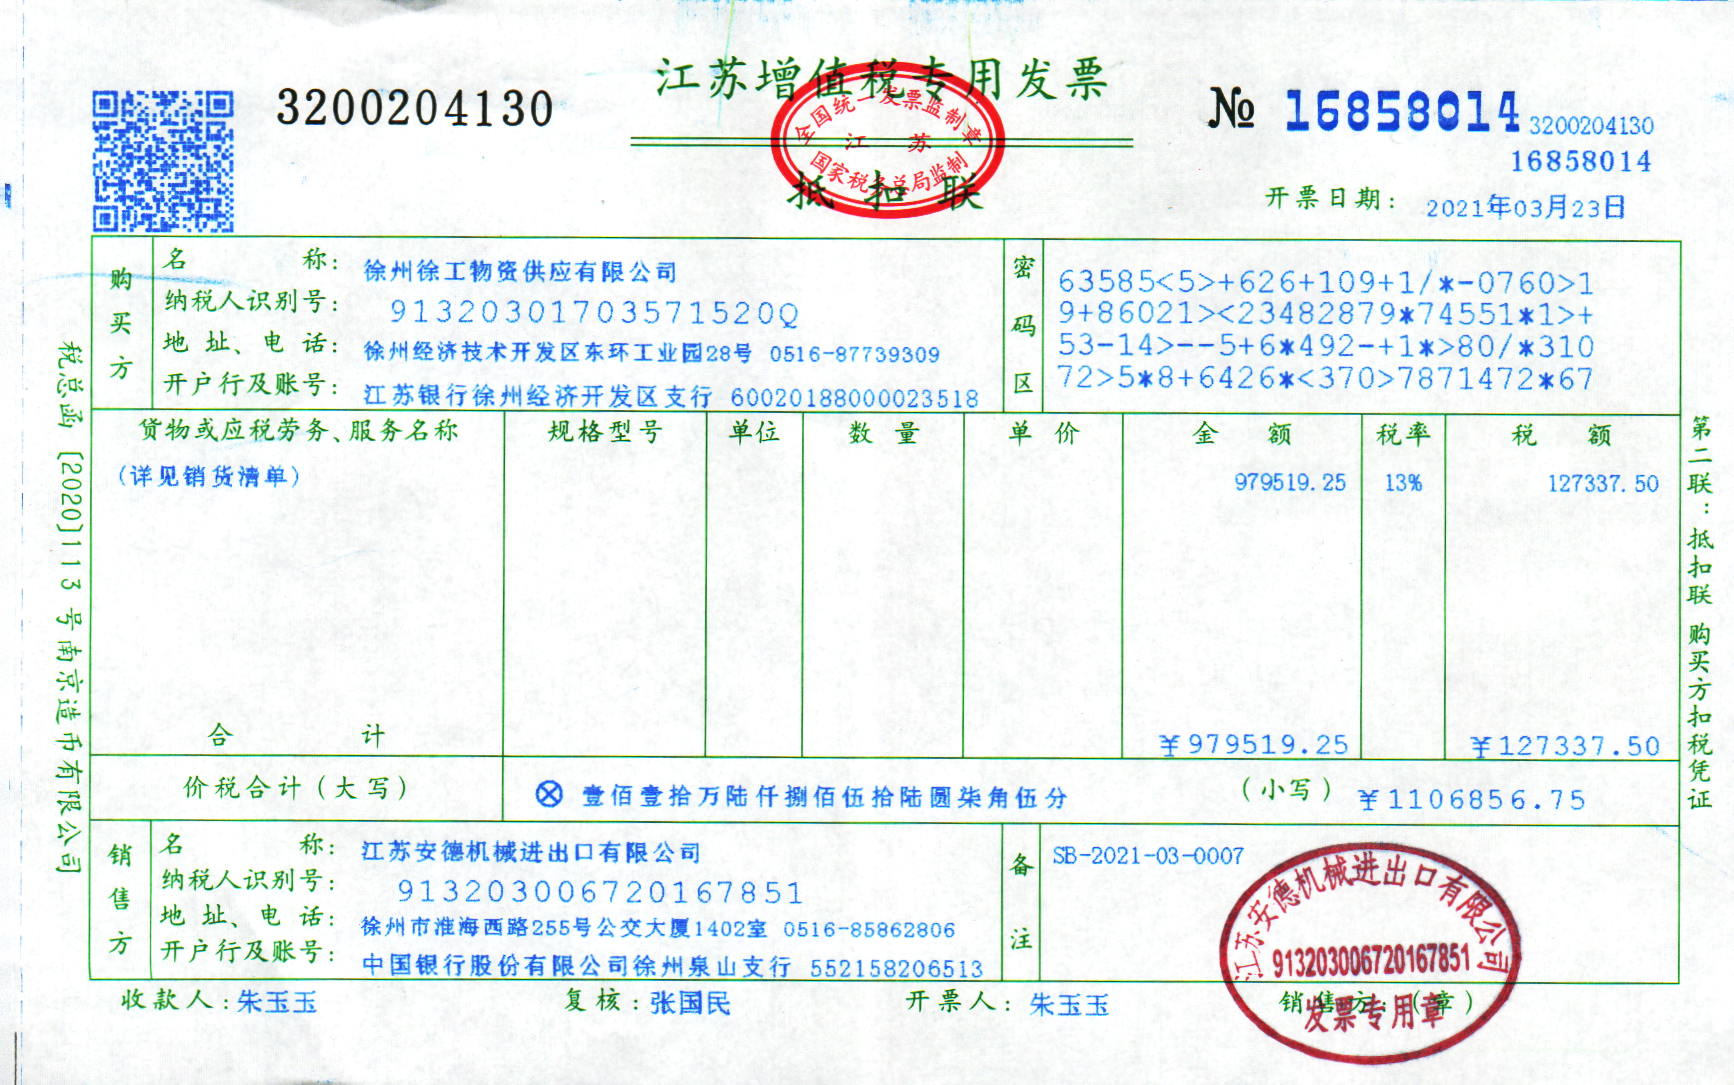 江苏增值税专用发票
3200204130
№ 16858014
3200204130
16858014
全国统一发票监制章
江苏
国家税务总局监制
抵扣联
开票日期: 2021年03月23日
购买方
名称: 徐州徐工物资供应有限公司
纳税人识别号: 91320301703571520Q
地址、电话: 徐州经济技术开发区东环工业园28号 0516-87739309
开户行及账号: 江苏银行徐州经济开发区支行 60020188000023518
密码区
63585<5>+626+109+1/*-0760>1
9+86021><23482879*74551*1>+
53-14>--5+6*492-+1*>80/*310
72>5*8+6426*<370>7871472*67
货物或应税劳务、服务名称 规格型号 单位 数量 单价 金额 税率 税额
(详见销货清单) 979519.25 13% 127337.50
合计 ¥979519.25 ¥127337.50
价税合计(大写) ⊗壹佰壹拾万陆仟捌佰伍拾陆圆柒角伍分 (小写) ¥1106856.75
销售方
名称: 江苏安德机械进出口有限公司
纳税人识别号: 913203006720167851
地址、电话: 徐州市淮海西路255号公交大厦1402室 0516-85862806
开户行及账号: 中国银行股份有限公司徐州泉山支行 552158206513
备注
SB-2021-03-0007
收款人: 朱玉玉 复核: 张国民 开票人: 朱玉玉 销售方:(章)
江苏安德机械进出口有限公司
913203006720167851
发票专用章
税总函[2020]113号南京造币有限公司
第二联:抵扣联 购买方扣税凭证